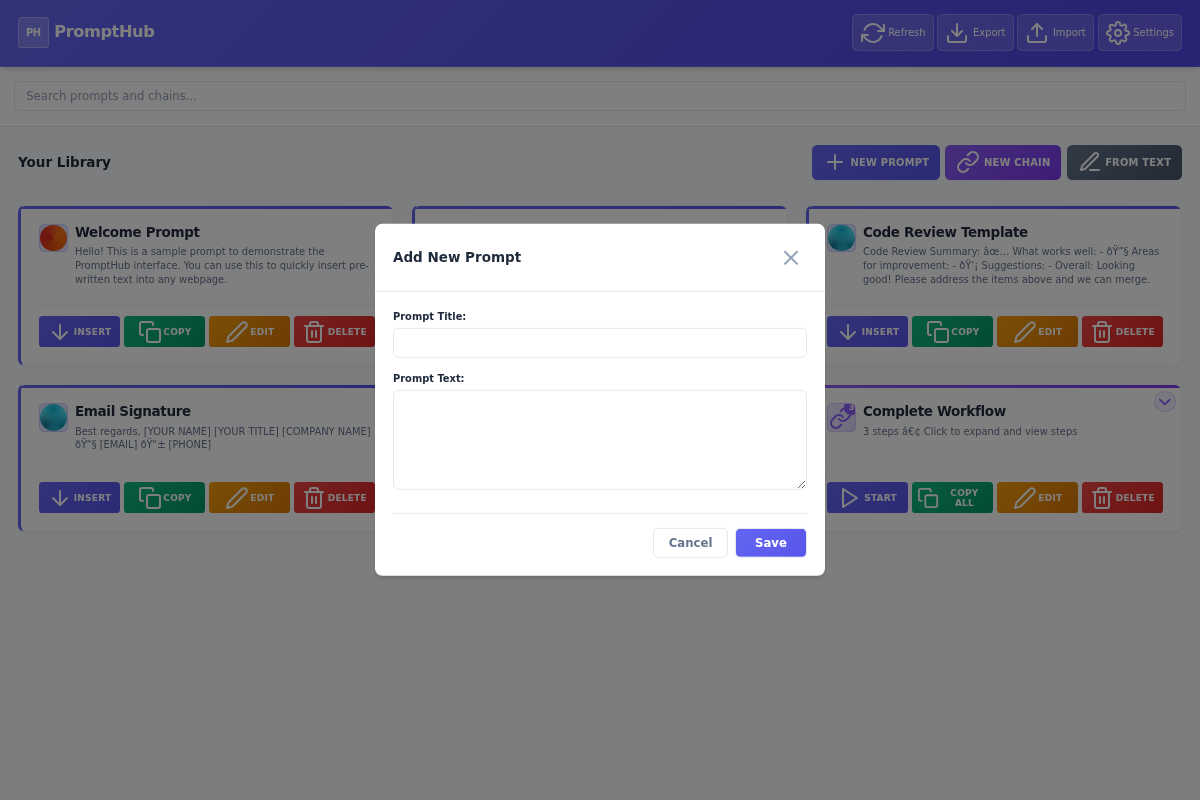 PH PromptHub
Refresh
Export
Import
Settings
Search prompts and chains...
Your Library
NEW PROMPT
NEW CHAIN
FROM TEXT
Welcome Prompt
Hello! This is a sample prompt to demonstrate the
PromptHub interface. You can use this to quickly insert pre-
written text into any webpage.
INSERT
COPY
EDIT
DELETE
Code Review Template
Code Review Summary: âœ… What works well: - ðŸ”§ Areas
for improvement: - ðŸ'¡ Suggestions: - Overall: Looking
good! Please address the items above and we can merge.
INSERT
COPY
EDIT
DELETE
Email Signature
Best regards, [YOUR NAME] [YOUR TITLE] [COMPANY NAME]
ðŸ"§ [EMAIL] ðŸ"± [PHONE]
INSERT
COPY
EDIT
DELETE
Complete Workflow
3 steps â€¢ Click to expand and view steps
START
COPY
ALL
EDIT
DELETE
Add New Prompt
Prompt Title:
Prompt Text:
Cancel
Save